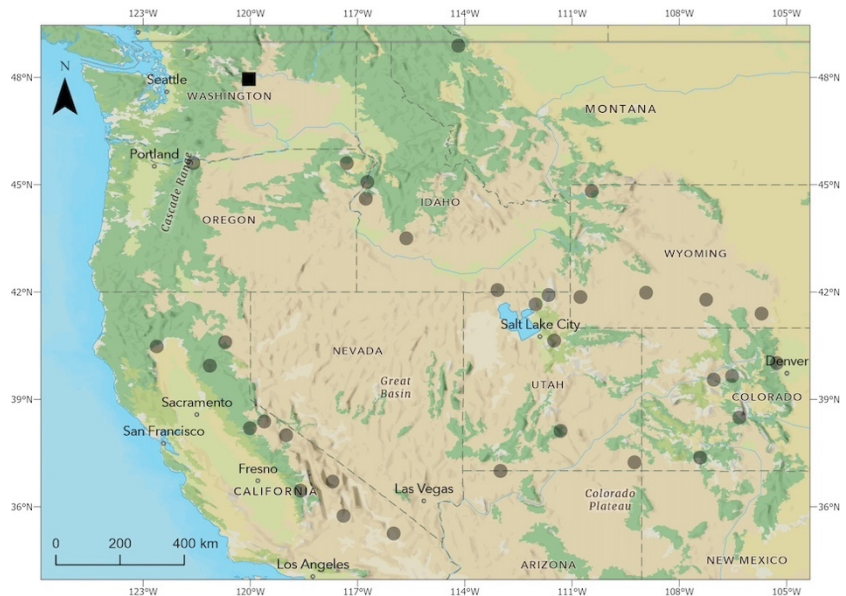 123°W 120°W 117°W 114°W 111°W 108°W 105°W
48°N 48°N
N
Seattle
WASHINGTON
MONTANA
Portland
45°N 45°N
Cascade Range
IDAHO
OREGON
WYOMING
42°N 42°N
Salt Lake City
NEVADA
Denver
Great
Basin
UTAH
COLORADO
39°N 39°N
Sacramento
San Francisco
Fresno
CALIFORNIA
Las Vegas
Colorado
Plateau
36°N 36°N
0 200 400 km
Los Angeles
ARIZONA
NEW MEXICO
123°W 120°W 117°W 114°W 111°W 108°W 105°W